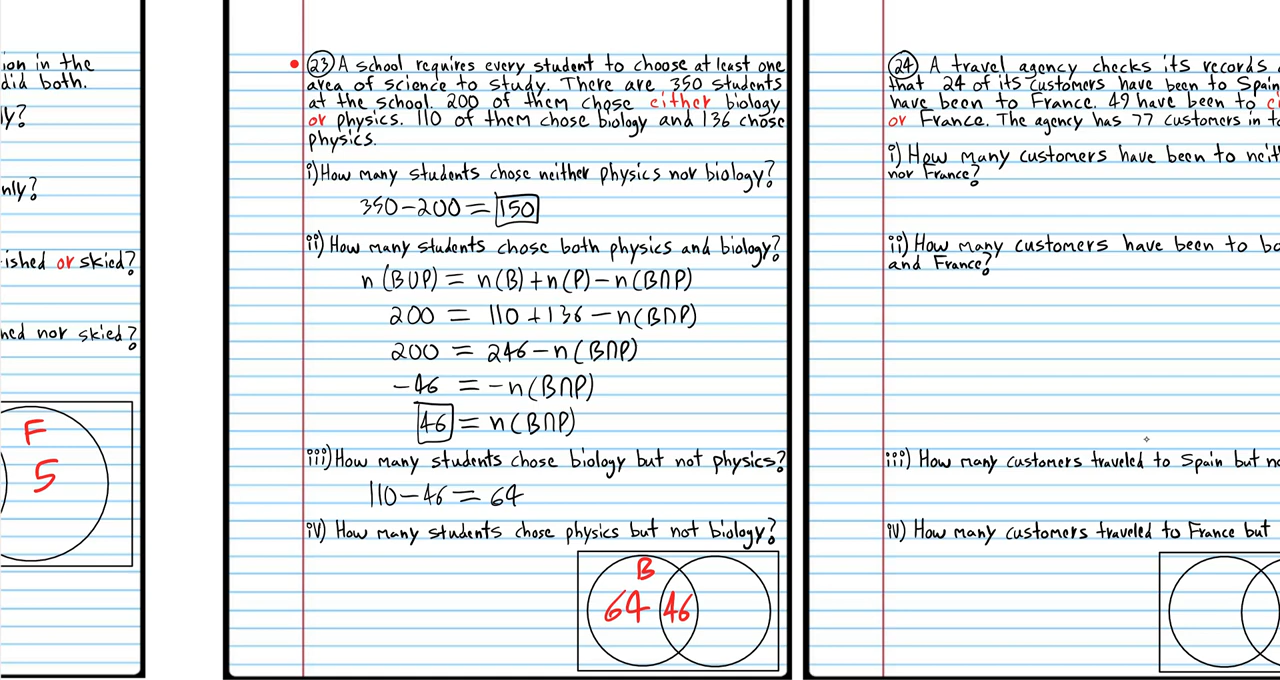 ion in the
did both.
ly?
nly?
ished or skied?
ned nor skied?
F
5
23 A school requires every student to choose at least one
area of science to study. There are 350 students
at the school. 200 of them chose either biology
or physics. 110 of them chose biology and 136 chose
physics.
i) How many students chose neither physics nor biology?
350-200 = 150
ii) How many students chose both physics and biology?
n(B∪P) = n(B)+n(P)-n(B∩P)
200 = 110+136-n(B∩P)
200 = 246-n(B∩P)
-46 = -n(B∩P)
46 = n(B∩P)
iii) How many students chose biology but not physics?
110-46 = 64
iv) How many students chose physics but not biology?
B
64 46
24 A travel agency checks its records
that 24 of its customers have been to Spain
have been to France. 49 have been to
or France. The agency has 77 customers in
i) How many customers have been to
nor France?
ii) How many customers have been to
and France?
iii) How many customers traveled to Spain but
iv) How many customers traveled to France but